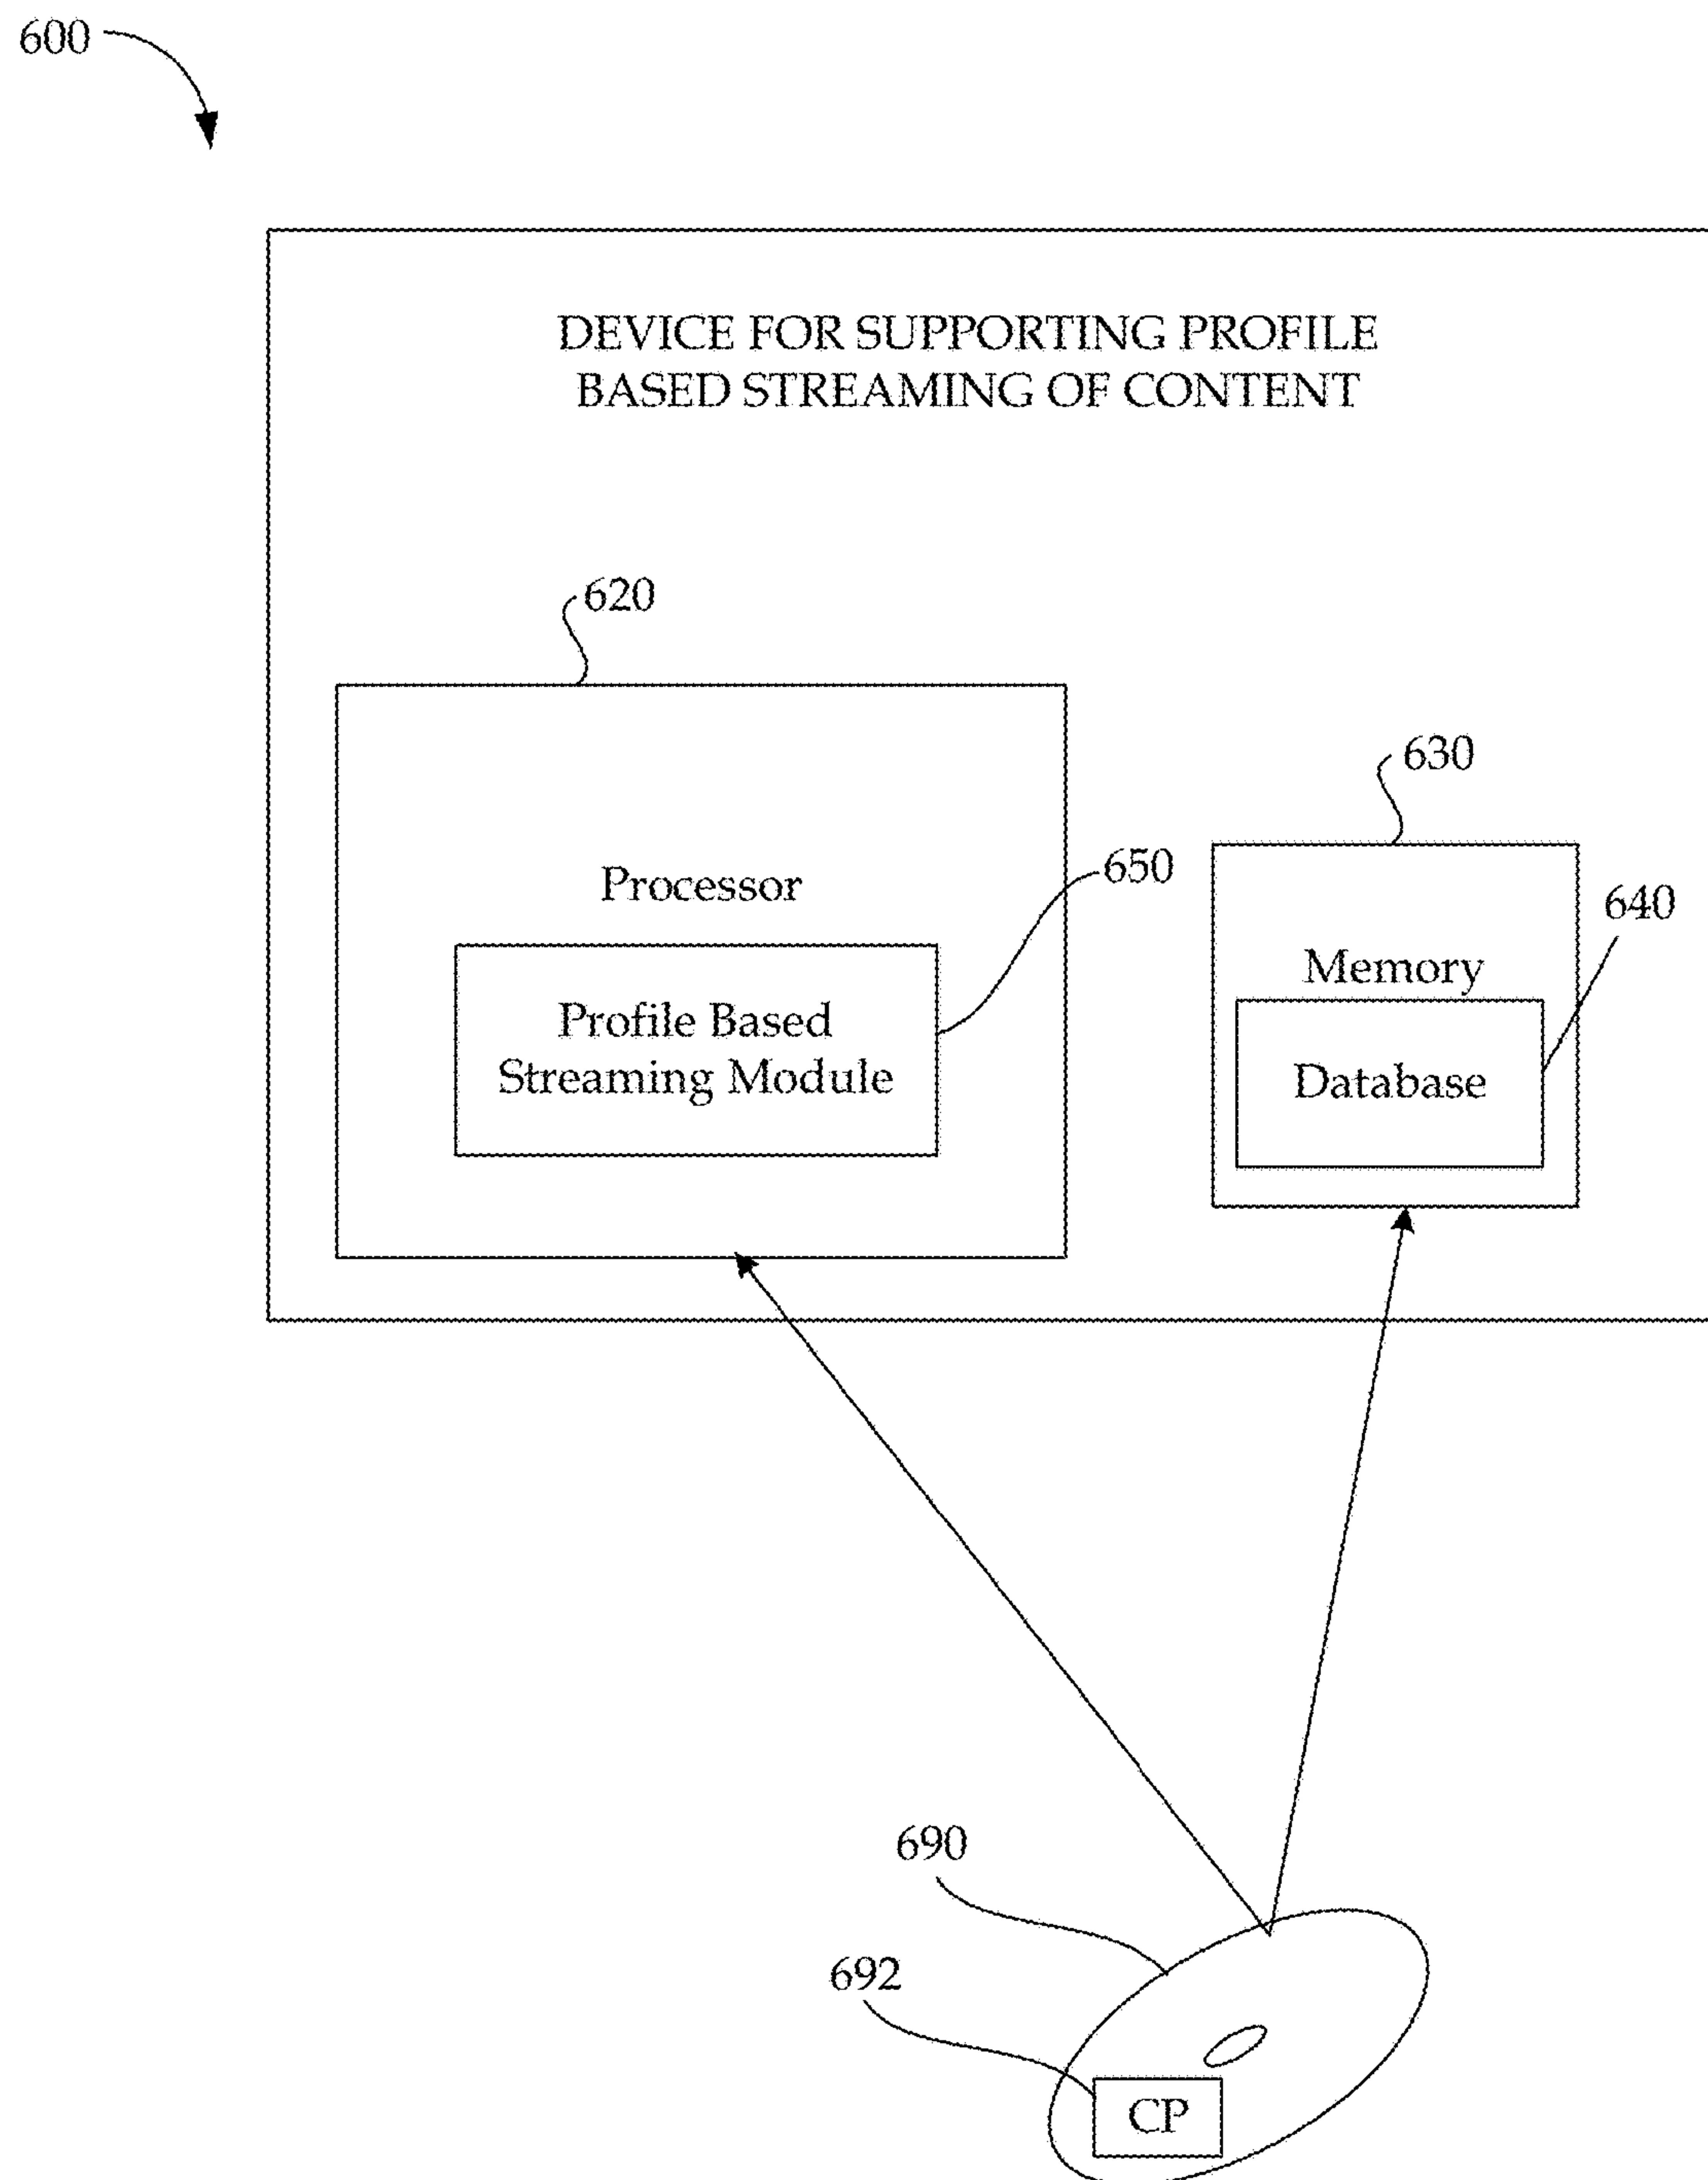 600
DEVICE FOR SUPPORTING PROFILE
BASED STREAMING OF CONTENT
620
630
Processor
650
640
Memory
Profile Based
Streaming Module
Database
690
692
CP